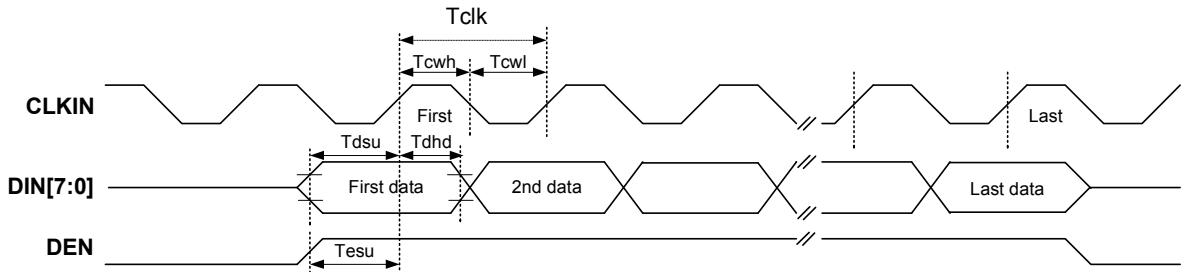 Tclk
Tcwh Tcwl
CLKIN
First
Last
Tdsu Tdhd
DIN[7:0]
First data
2nd data
Last data
DEN
Tesu